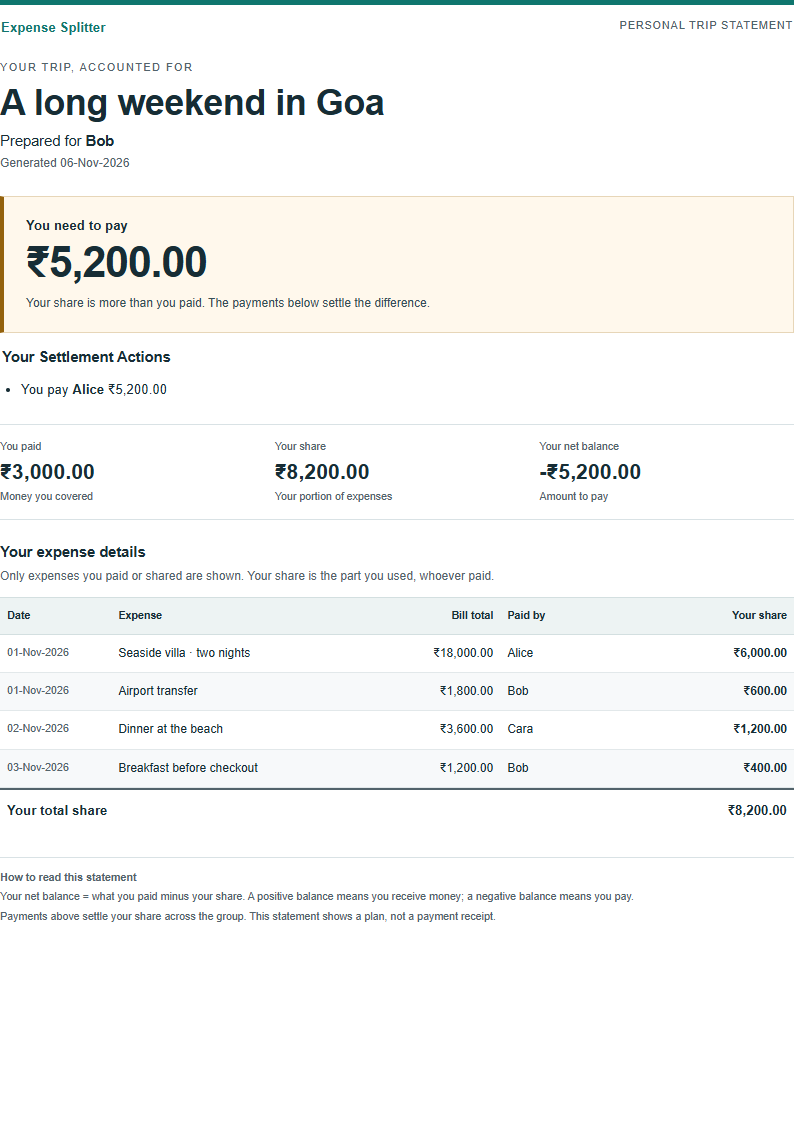 Expense Splitter
PERSONAL TRIP STATEMENT
YOUR TRIP, ACCOUNTED FOR
A long weekend in Goa
Prepared for Bob
Generated 06-Nov-2026
You need to pay
₹5,200.00
Your share is more than you paid. The payments below settle the difference.
Your Settlement Actions
• You pay Alice ₹5,200.00
You paid Your share Your net balance
₹3,000.00 ₹8,200.00 -₹5,200.00
Money you covered Your portion of expenses Amount to pay
Your expense details
Only expenses you paid or shared are shown. Your share is the part you used, whoever paid.
Date Expense Bill total Paid by Your share
01-Nov-2026 Seaside villa · two nights ₹18,000.00 Alice ₹6,000.00
01-Nov-2026 Airport transfer ₹1,800.00 Bob ₹600.00
02-Nov-2026 Dinner at the beach ₹3,600.00 Cara ₹1,200.00
03-Nov-2026 Breakfast before checkout ₹1,200.00 Bob ₹400.00
Your total share ₹8,200.00
How to read this statement
Your net balance = what you paid minus your share. A positive balance means you receive money; a negative balance means you pay.
Payments above settle your share across the group. This statement shows a plan, not a payment receipt.